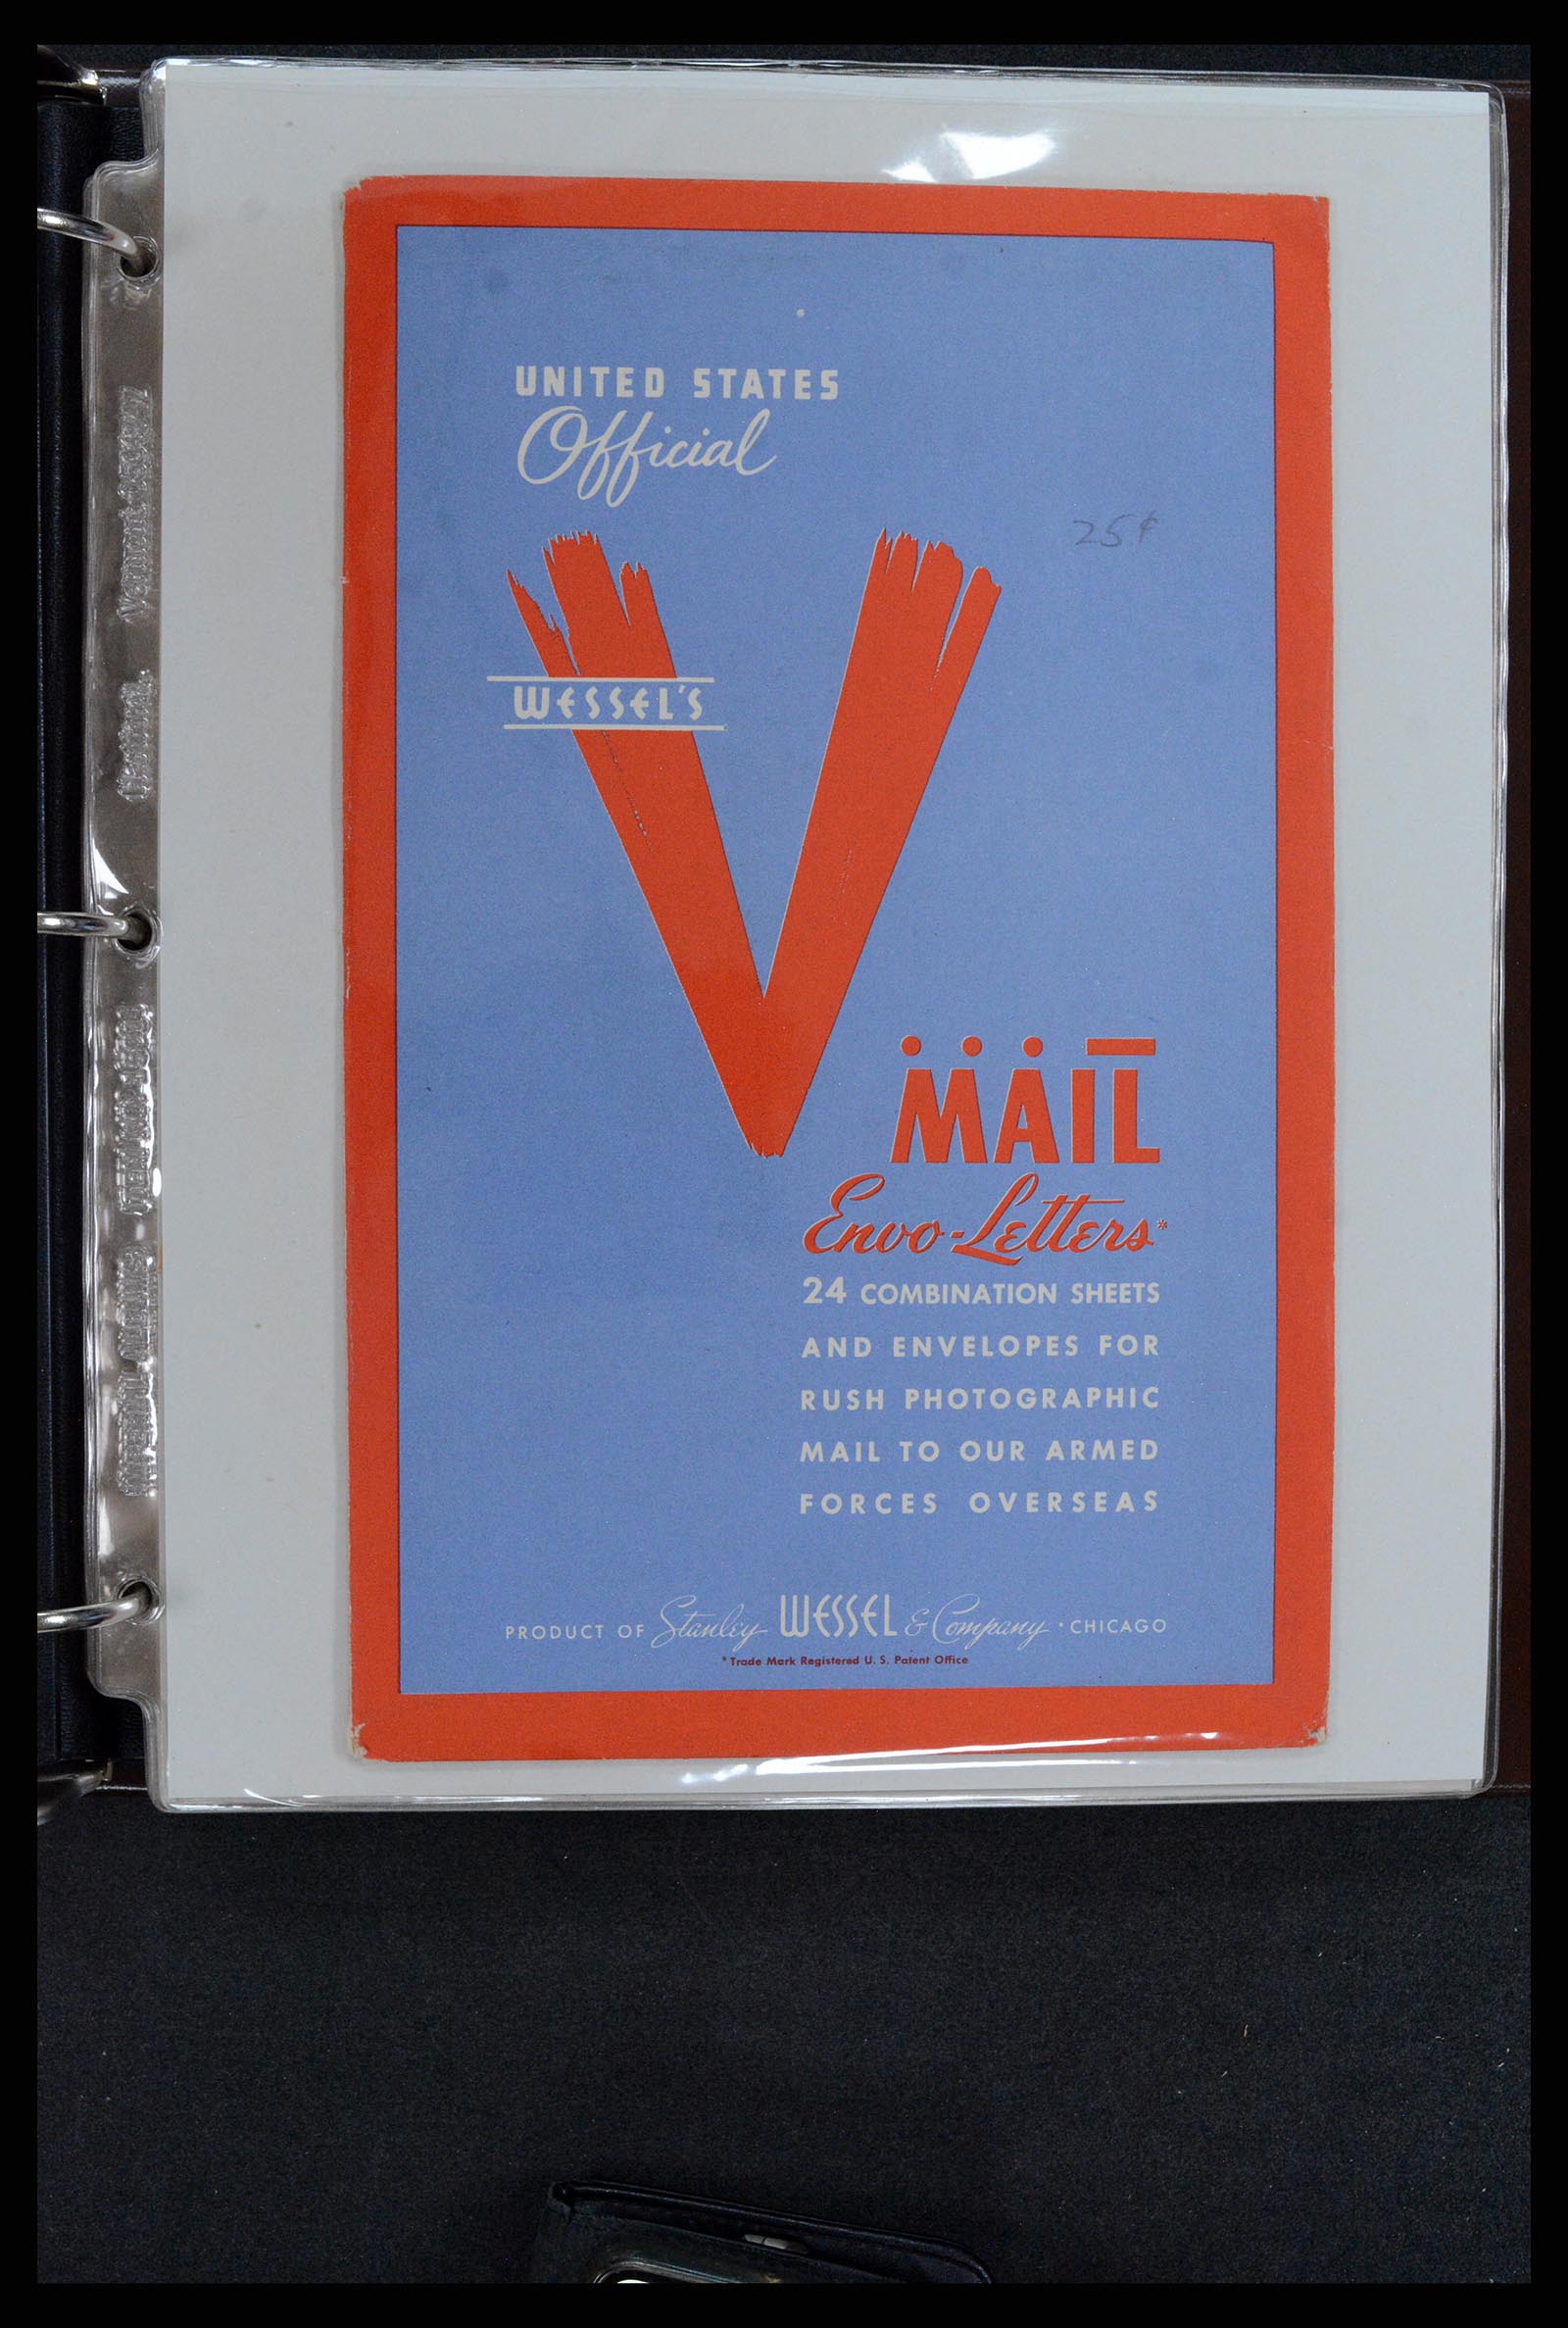 UNITED STATES
Official
25¢
WESSEL'S
V
MAIL
Envo-Letters*
24 COMBINATION SHEETS
AND ENVELOPES FOR
RUSH PHOTOGRAPHIC
MAIL TO OUR ARMED
FORCES OVERSEAS
PRODUCT OF Stanley WESSEL & Company · CHICAGO
*Trade Mark Registered U. S. Patent Office